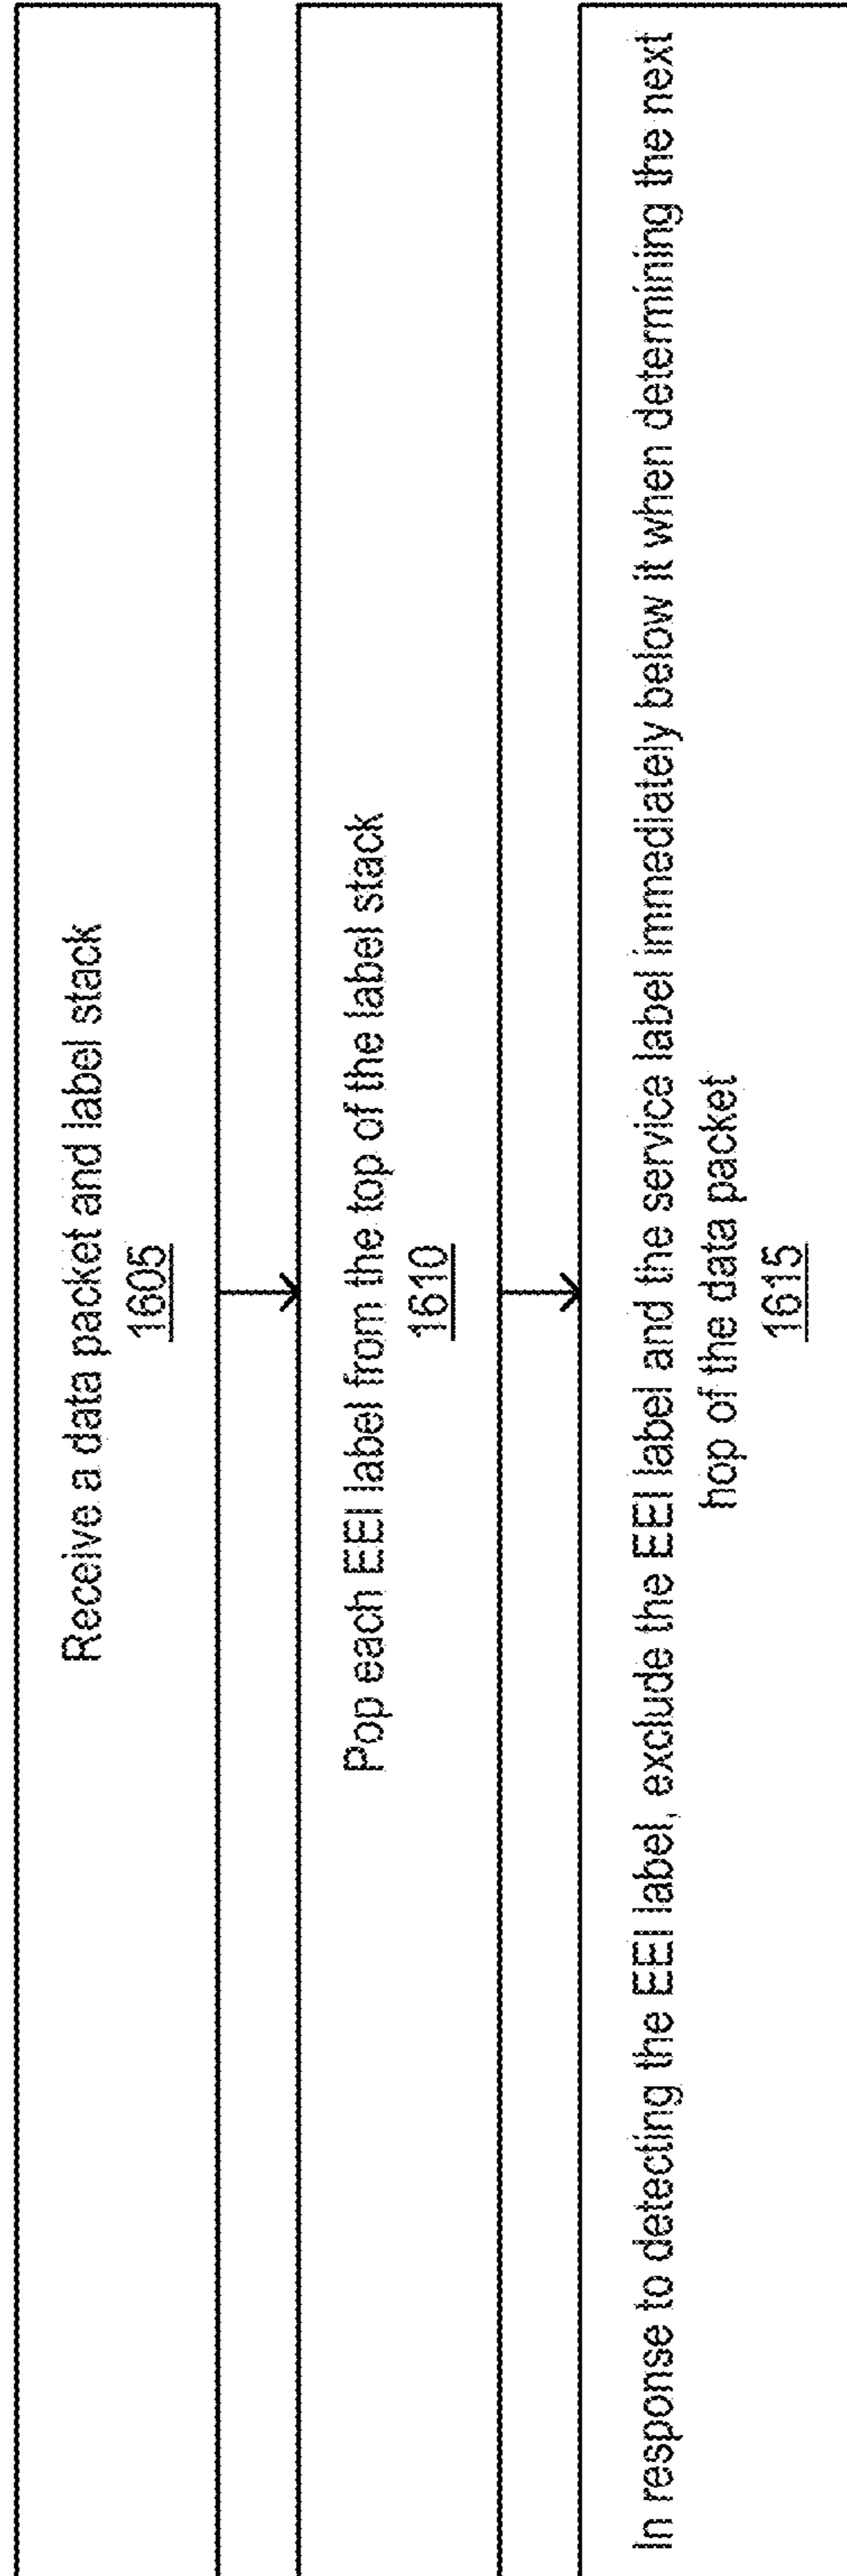 Receive a data packet and label stack
1605
Pop each EEI label from the top of the label stack
1610
In response to detecting the EEI label, exclude the EEI label and the service label immediately below it when determining the next
hop of the data packet
1615